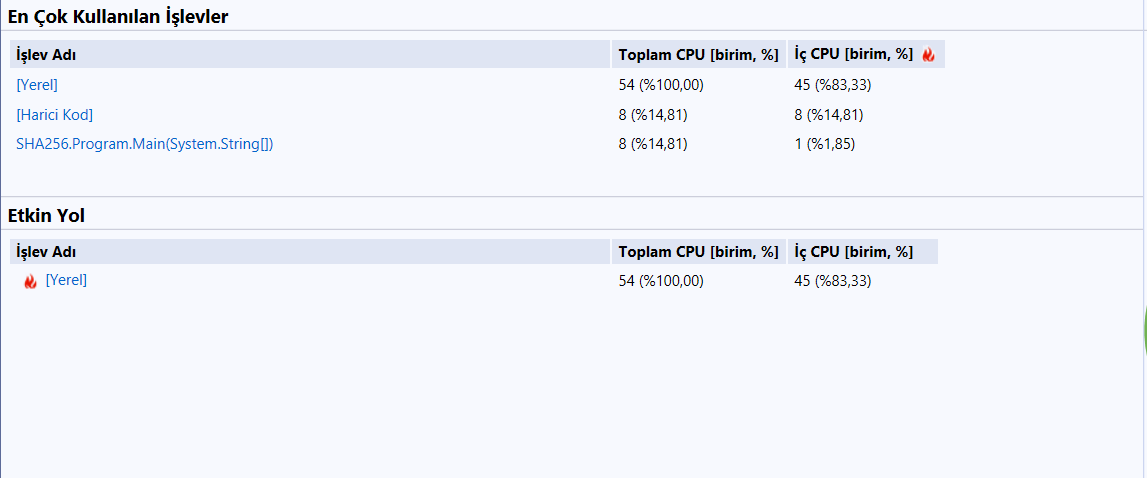 En Çok Kullanılan İşlevler
İşlev Adı Toplam CPU [birim, %] İç CPU [birim, %]
[Yerel] 54 (%100,00) 45 (%83,33)
[Harici Kod] 8 (%14,81) 8 (%14,81)
SHA256.Program.Main(System.String[]) 8 (%14,81) 1 (%1,85)
Etkin Yol
İşlev Adı Toplam CPU [birim, %] İç CPU [birim, %]
[Yerel] 54 (%100,00) 45 (%83,33)